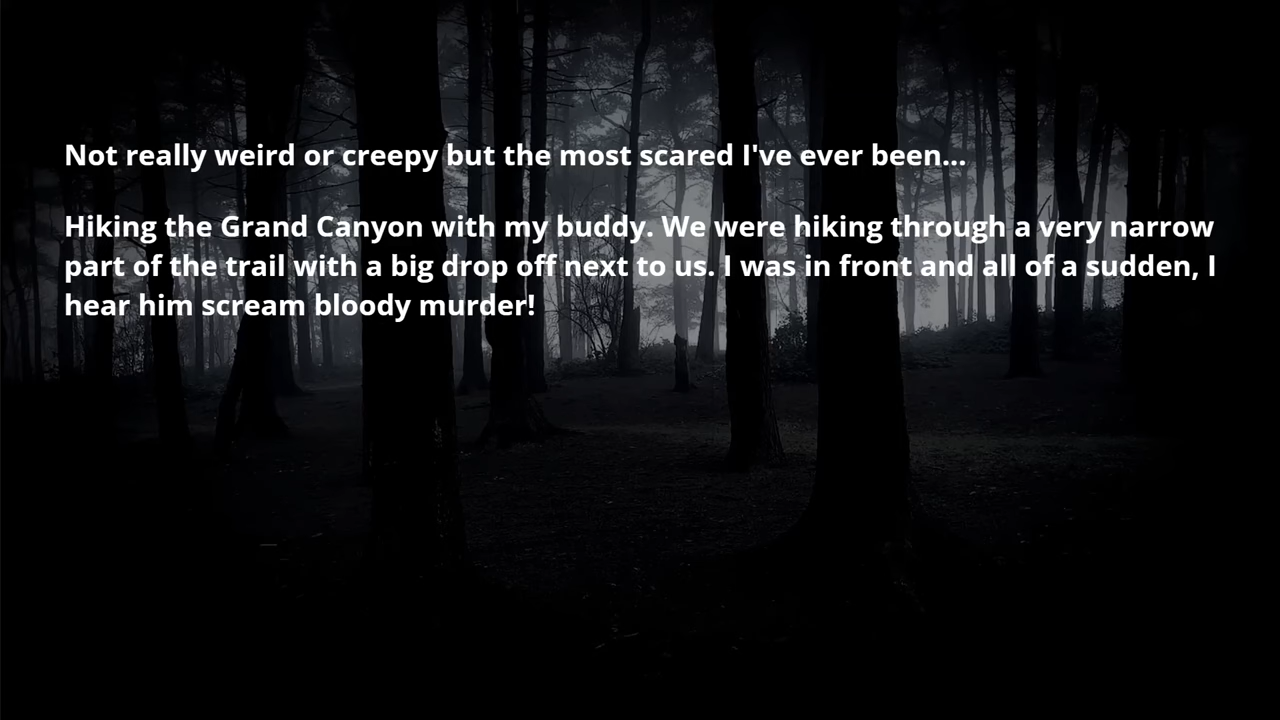 Not really weird or creepy but the most scared I've ever been...
Hiking the Grand Canyon with my buddy. We were hiking through a very narrow
part of the trail with a big drop off next to us. I was in front and all of a sudden, I
hear him scream bloody murder!